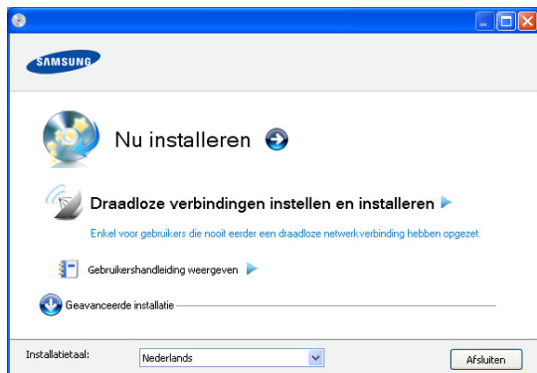 SAMSUNG
Nu installeren
Draadloze verbindingen instellen en installeren
Enkel voor gebruikers die nooit eerder een draadloze netwerkverbinding hebben opgezet.
Gebruikershandleiding weergeven
Geavanceerde installatie
Installatietaal:
Nederlands
Afsluiten